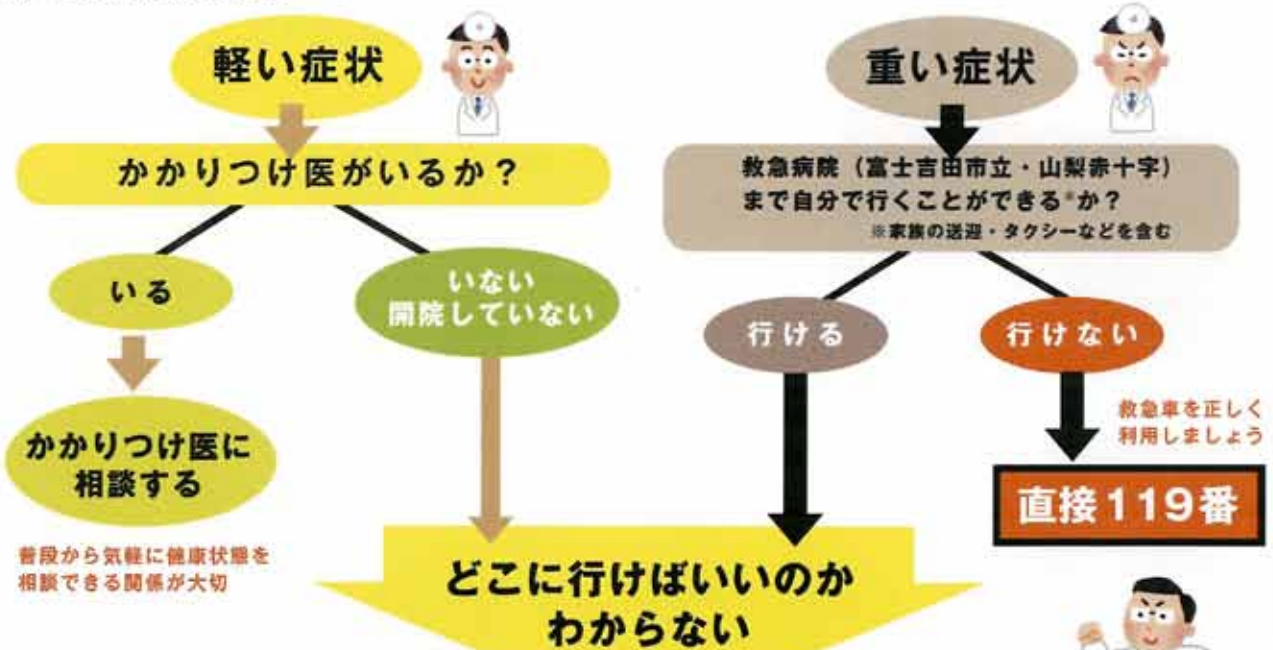 軽い症状
かかりつけ医がいるか？
いる
いない
開院していない
かかりつけ医に
相談する
普段から気軽に健康状態を
相談できる関係が大切
重い症状
救急病院（富士吉田市立・山梨赤十字）
まで自分で行くことができる※か？
※家族の送迎・タクシーなどを含む
行ける
行けない
救急車を正しく
利用しましょう
直接119番
どこに行けばいいのか
わからない